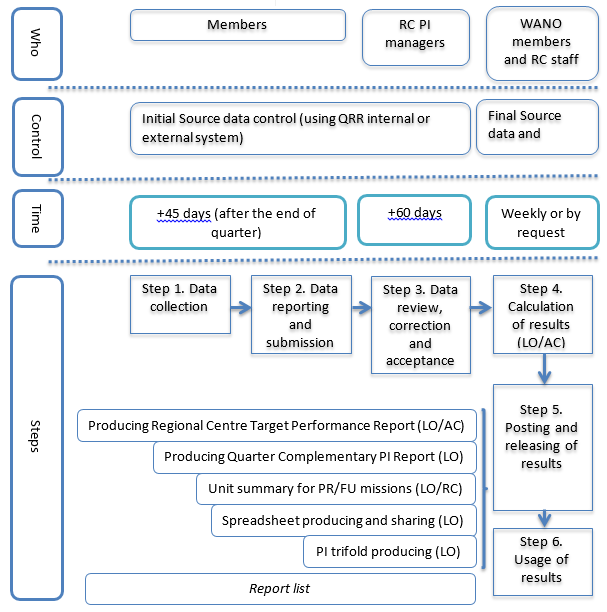 Who
Members
RC PI
managers
WANO
members
and RC staff
Control
Initial Source data control (using QRR internal or
external system)
Final Source
data and
Time
+45 days (after the end of
quarter)
+60 days
Weekly or by
request
Steps
Step 1. Data
collection
Step 2. Data
reporting
and
submission
Step 3. Data
review,
correction
and
acceptance
Step 4.
Calculation
of results
(LO/AC)
Step 5.
Posting and
releasing of
results
Producing Regional Centre Target Performance Report (LO/AC)
Producing Quarter Complementary PI Report (LO)
Unit summary for PR/FU missions (LO/RC)
Spreadsheet producing and sharing (LO)
PI trifold producing (LO)
Report list
Step 6.
Usage of
results